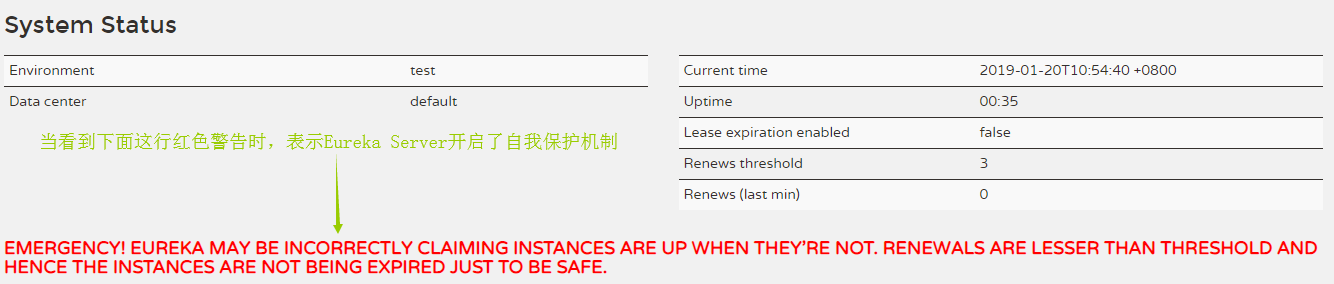 System Status
Environment test
Data center default
Current time 2019-01-20T10:54:40 +0800
Uptime 00:35
Lease expiration enabled false
Renews threshold 3
Renews (last min) 0
当看到下面这行红色警告时，表示Eureka Server开启了自我保护机制
EMERGENCY! EUREKA MAY BE INCORRECTLY CLAIMING INSTANCES ARE UP WHEN THEY'RE NOT. RENEWALS ARE LESSER THAN THRESHOLD AND
HENCE THE INSTANCES ARE NOT BEING EXPIRED JUST TO BE SAFE.